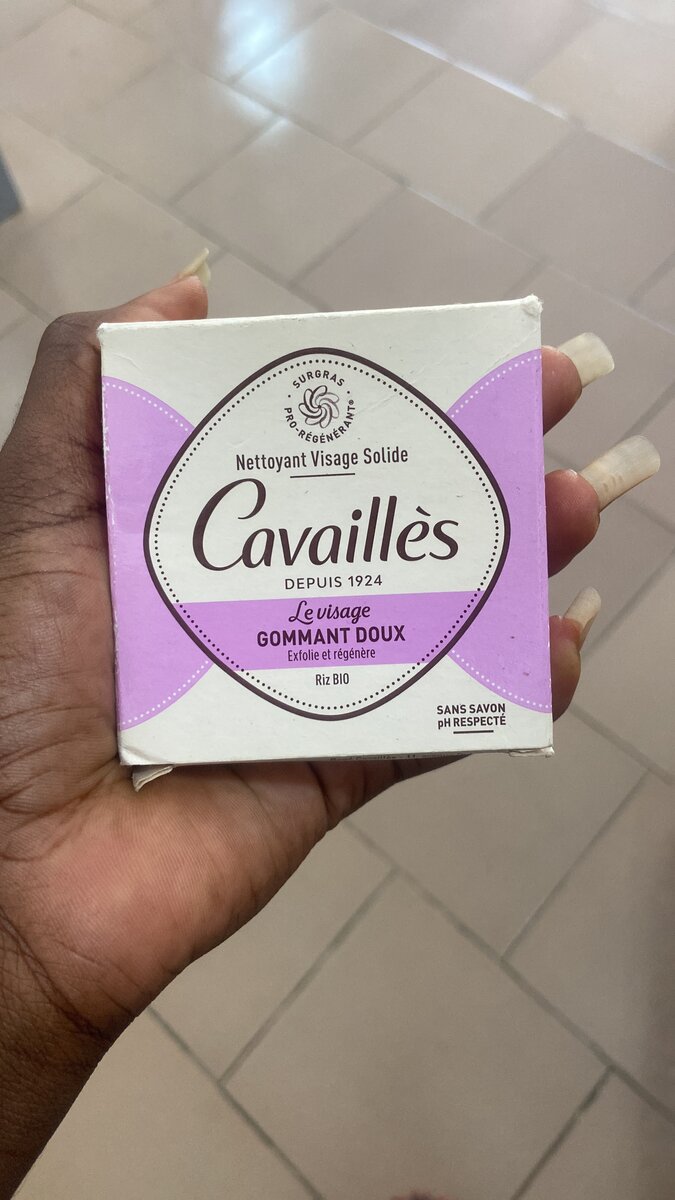 SURGRAS
PRO-RÉGÉNÉRANT®
Nettoyant Visage Solide
Cavaillès
DEPUIS 1924
Le visage
GOMMANT DOUX
Exfolie et régénère
Riz BIO
SANS SAVON
pH RESPECTÉ